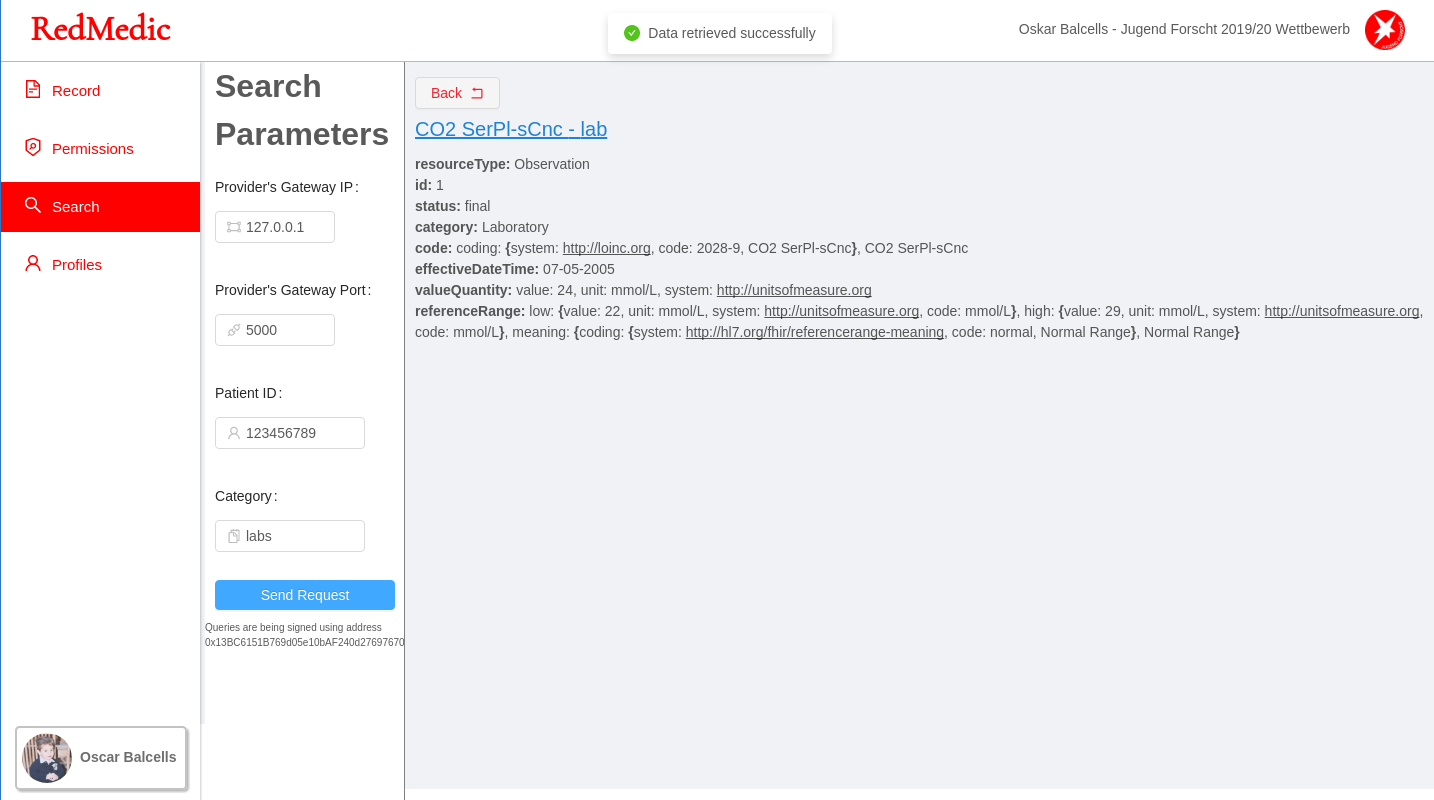 RedMedic
Data retrieved successfully
Oskar Balcells - Jugend Forscht 2019/20 Wettbewerb
Record
Permissions
Search
Profiles
Oscar Balcells
Search
Parameters
Provider's Gateway IP :
127.0.0.1
Provider's Gateway Port :
5000
Patient ID :
123456789
Category :
labs
Send Request
Queries are being signed using address
0x13BC6151B769d05e10bAF240d27697670
Back
CO2 SerPl-sCnc - lab
resourceType: Observation
id: 1
status: final
category: Laboratory
code: coding: {system: http://loinc.org, code: 2028-9, CO2 SerPl-sCnc}, CO2 SerPl-sCnc
effectiveDateTime: 07-05-2005
valueQuantity: value: 24, unit: mmol/L, system: http://unitsofmeasure.org
referenceRange: low: {value: 22, unit: mmol/L, system: http://unitsofmeasure.org, code: mmol/L}, high: {value: 29, unit: mmol/L, system: http://unitsofmeasure.org,
code: mmol/L}, meaning: {coding: {system: http://hl7.org/fhir/referencerange-meaning, code: normal, Normal Range}, Normal Range}